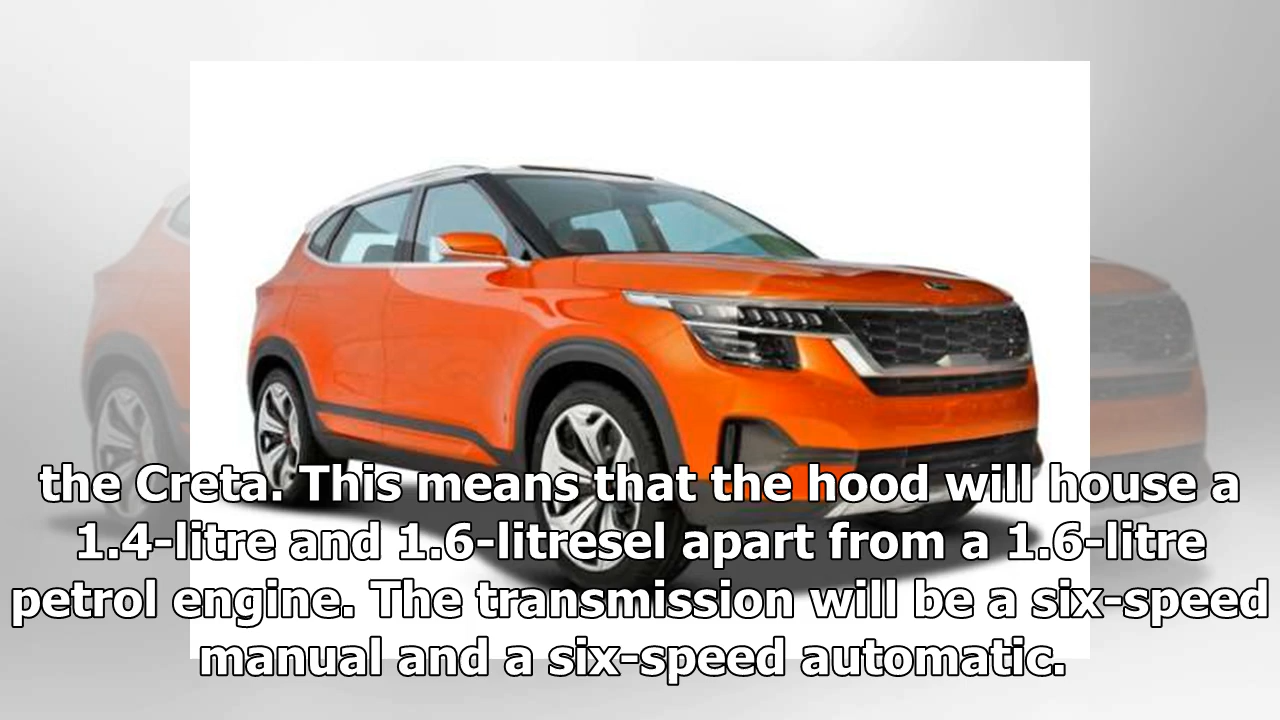 the Creta. This means that the hood will house a
1.4-litre and 1.6-litresel apart from a 1.6-litre
petrol engine. The transmission will be a six-speed
manual and a six-speed automatic.